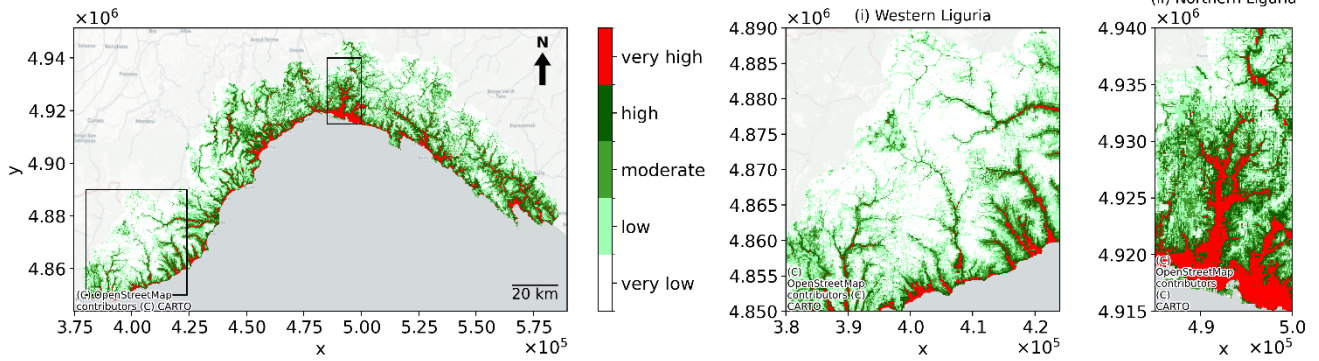 ×10⁶
4.94
4.92
4.90
4.88
4.86
y
N
20 km
(C) OpenStreetMap
contributors (C) CARTO
3.75 4.00 4.25 4.50 4.75 5.00 5.25 5.50 5.75
x ×10⁵
very high
high
moderate
low
very low
×10⁶ (i) Western Liguria
4.890
4.885
4.880
4.875
4.870
4.865
4.860
4.855
4.850
(C)
OpenStreetMap
contributors (C)
CARTO
3.8 3.9 4.0 4.1 4.2
x ×10⁵
(ii) Northern Liguria
×10⁶
4.940
4.935
4.930
4.925
4.920
4.915
(C)
OpenStreetMap
contributors
(C)
CARTO
4.9 5.0
x ×10⁵